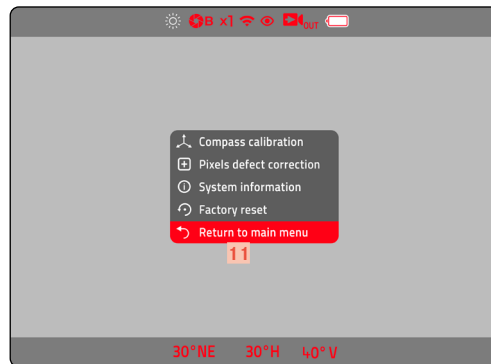 B x1 OUT
Compass calibration
Pixels defect correction
System information
Factory reset
Return to main menu
11
30°NE 30°H 40°V